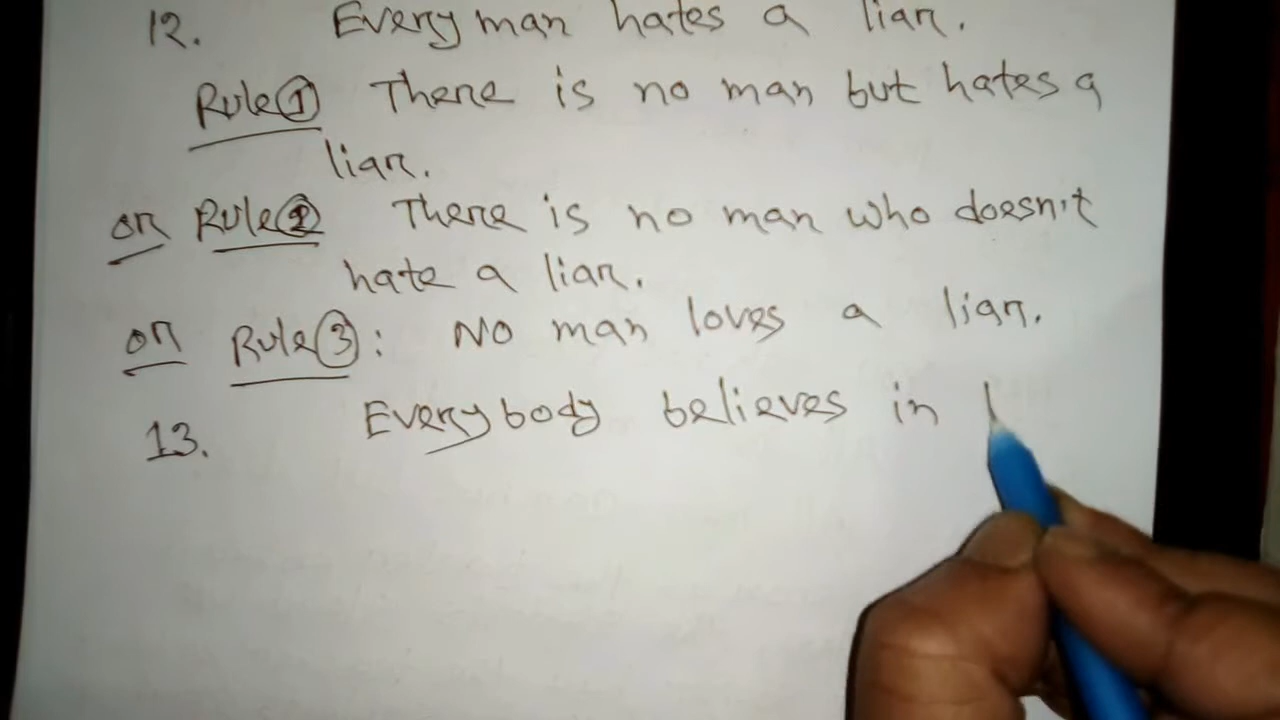 12. Every man hates a liar.
Rule① There is no man but hates a
liar.
or Rule② There is no man who doesn't
hate a liar.
or Rule③: No man loves a liar.
13. Everybody believes in